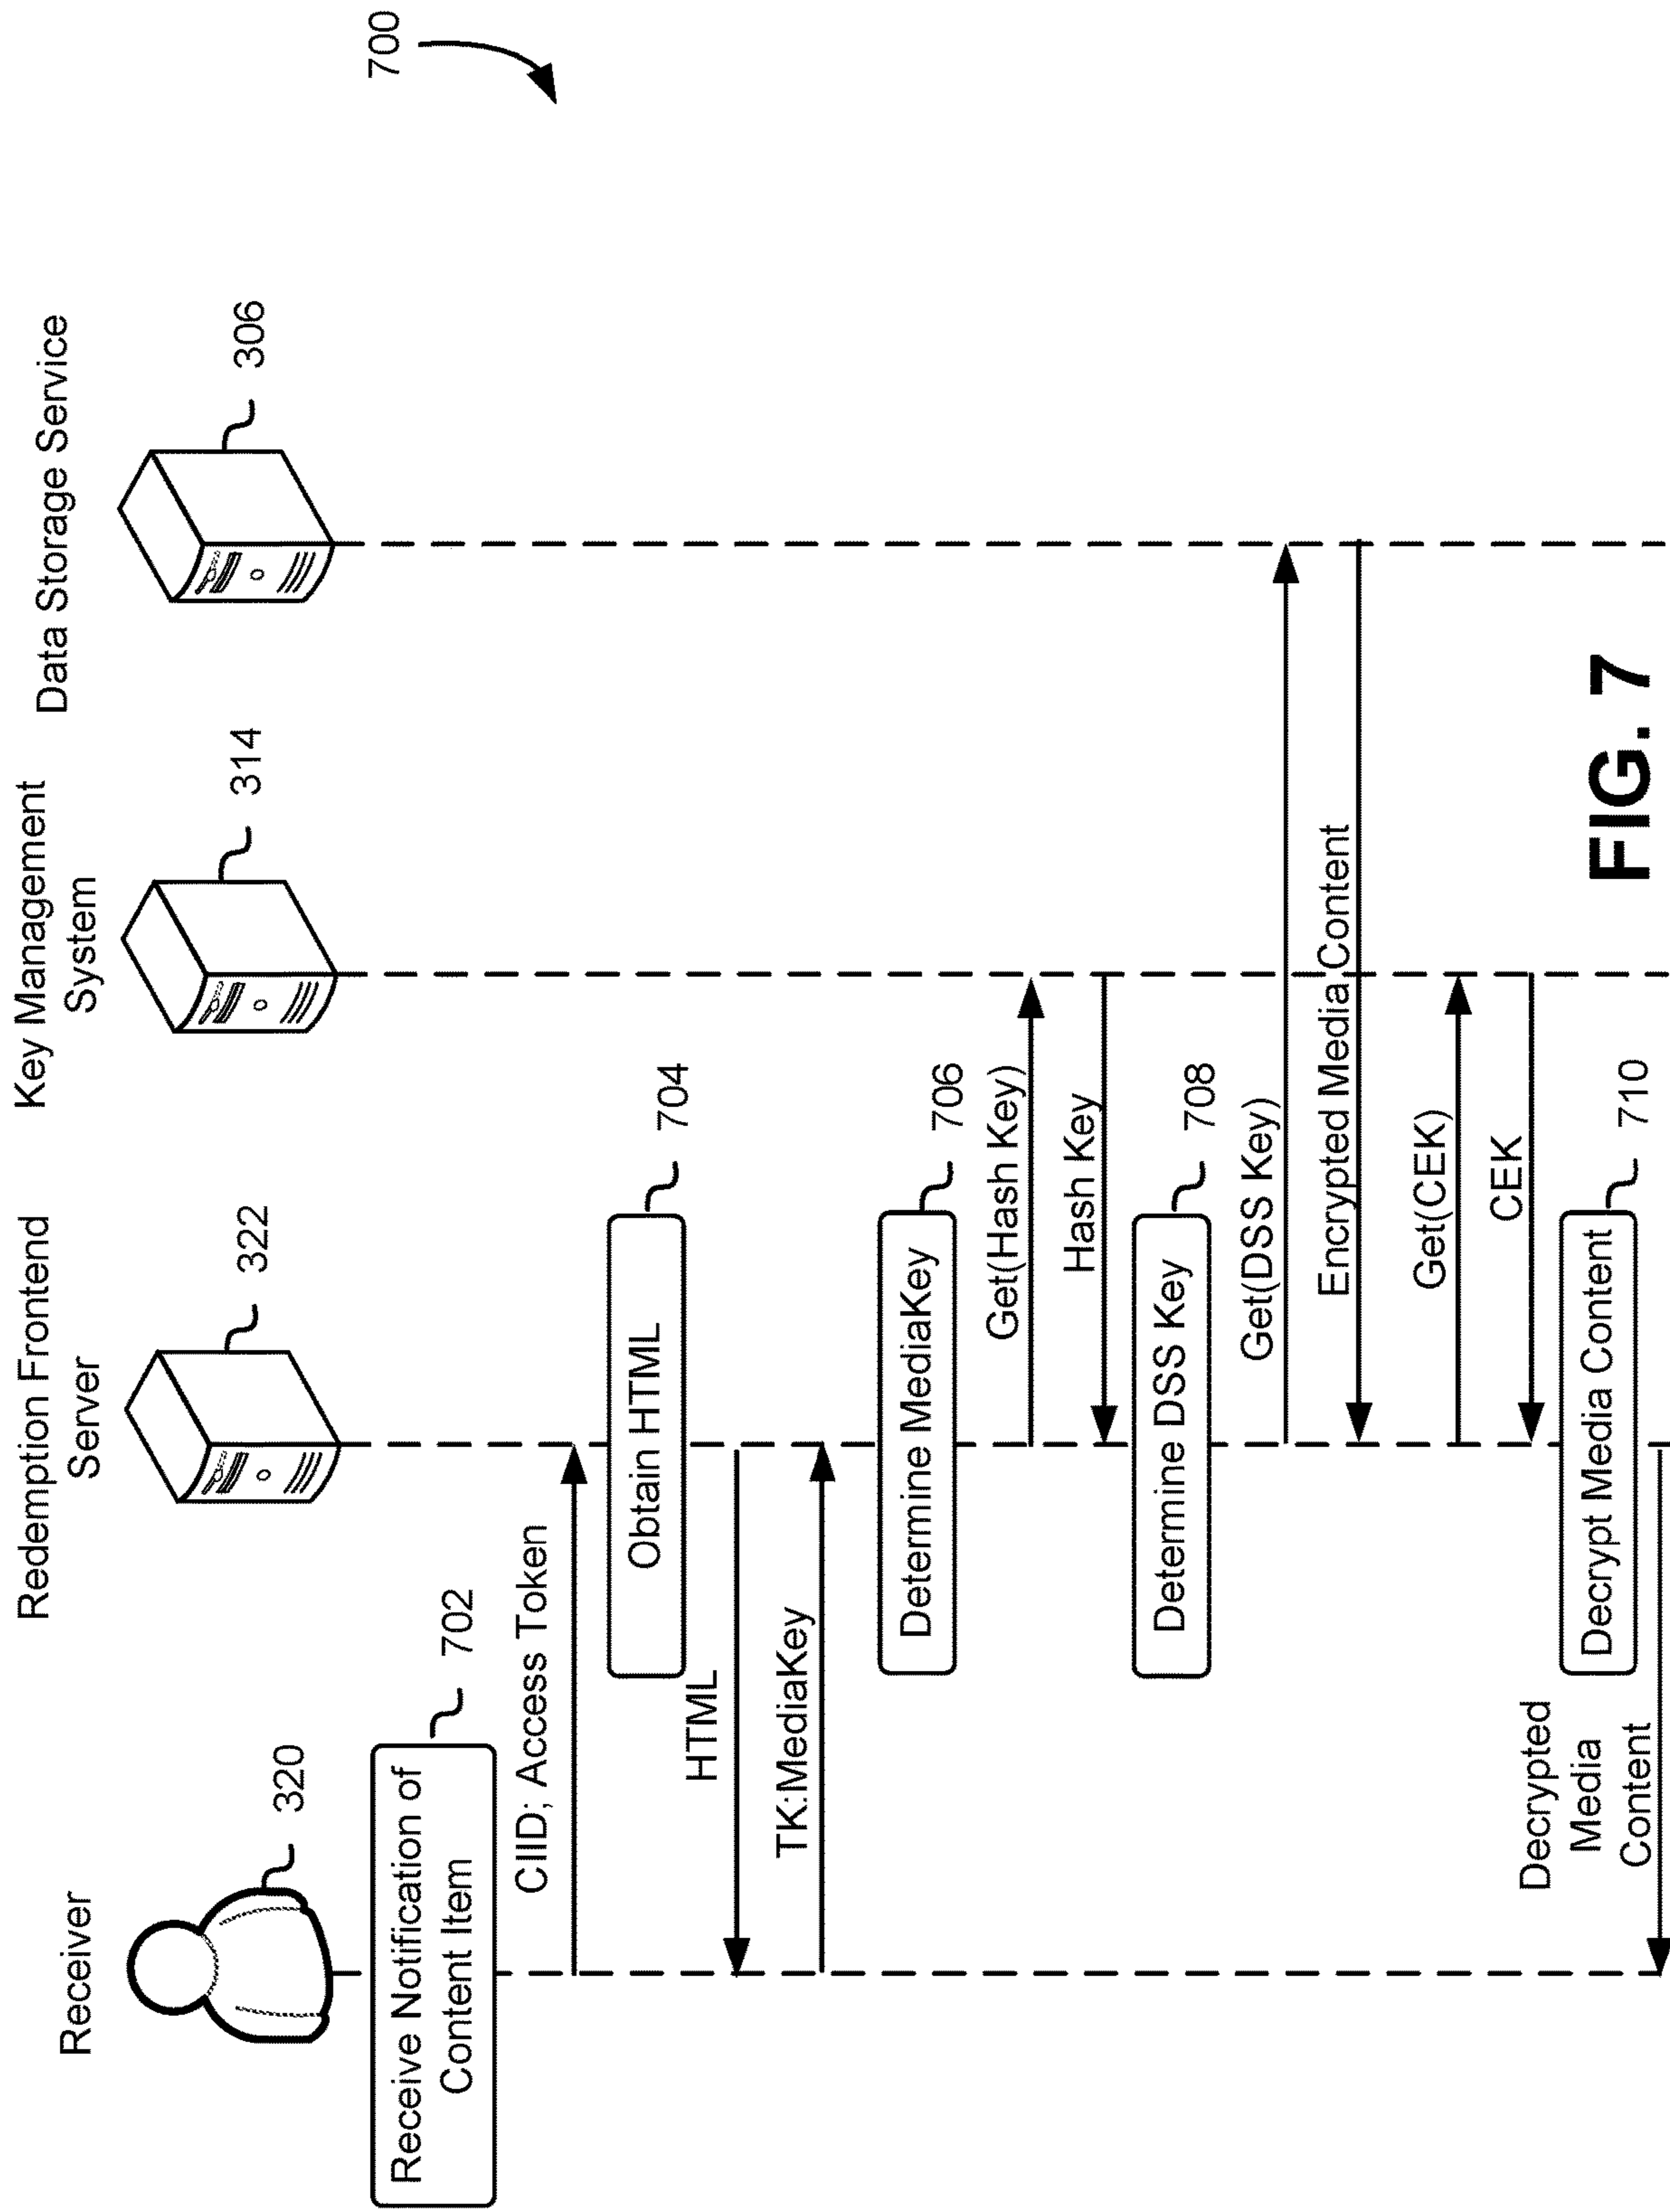 700
Receiver
320
Redemption Frontend
Server
322
Key Management
System
314
Data Storage Service
306
Receive Notification of
Content Item
702
CIID; Access Token
Obtain HTML
704
HTML
TK:MediaKey
Determine MediaKey
706
Get(Hash Key)
Hash Key
Determine DSS Key
708
Get(DSS Key)
Encrypted Media Content
Get(CEK)
CEK
Decrypt Media Content
710
Decrypted
Media
Content
FIG. 7